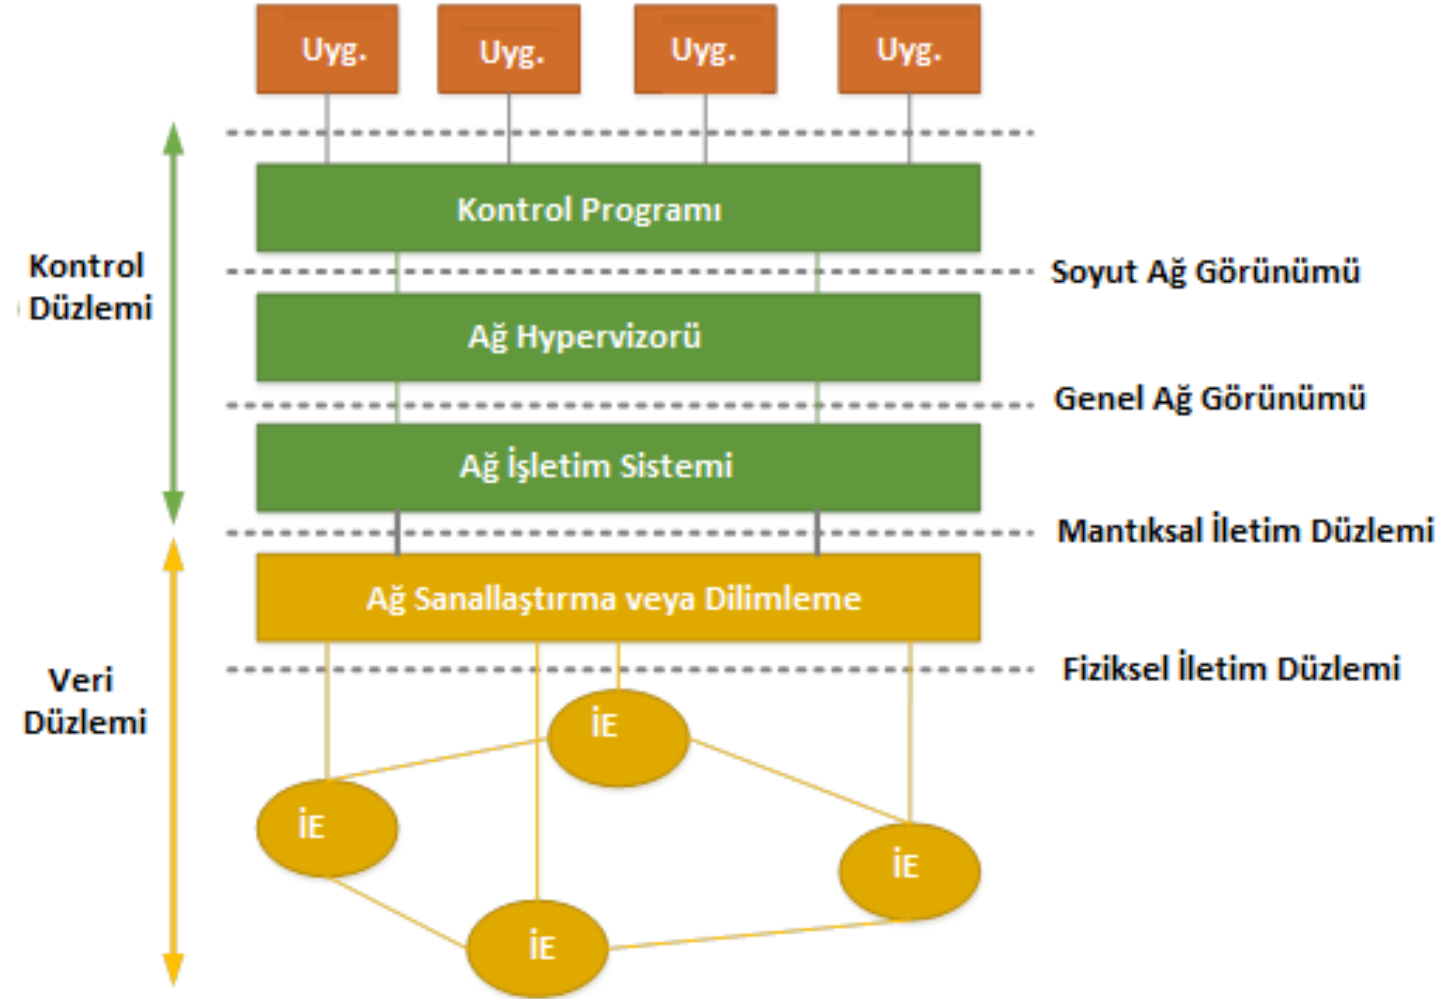 Uyg.
Uyg.
Uyg.
Uyg.
Kontrol Programı
Kontrol
Düzlemi
Soyut Ağ Görünümü
Ağ Hypervizorü
Genel Ağ Görünümü
Ağ İşletim Sistemi
Mantıksal İletim Düzlemi
Ağ Sanallaştırma veya Dilimleme
Veri
Düzlemi
Fiziksel İletim Düzlemi
İE
İE
İE
İE